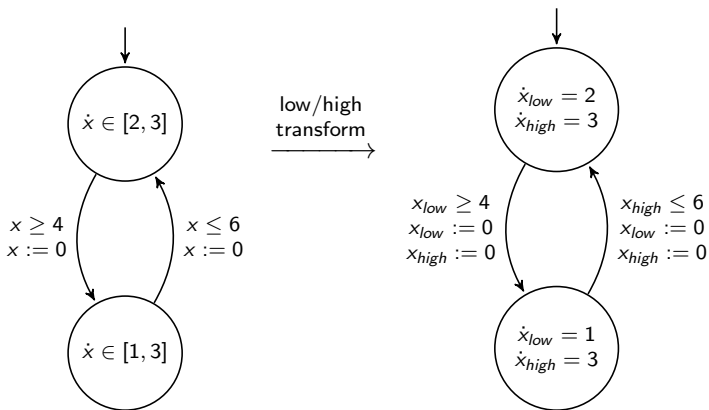 ẋ ∈ [2, 3]
x ≥ 4
x := 0
x ≤ 6
x := 0
ẋ ∈ [1, 3]
low/high
transform
ẋ_low = 2
ẋ_high = 3
x_low ≥ 4
x_low := 0
x_high := 0
x_high ≤ 6
x_low := 0
x_high := 0
ẋ_low = 1
ẋ_high = 3